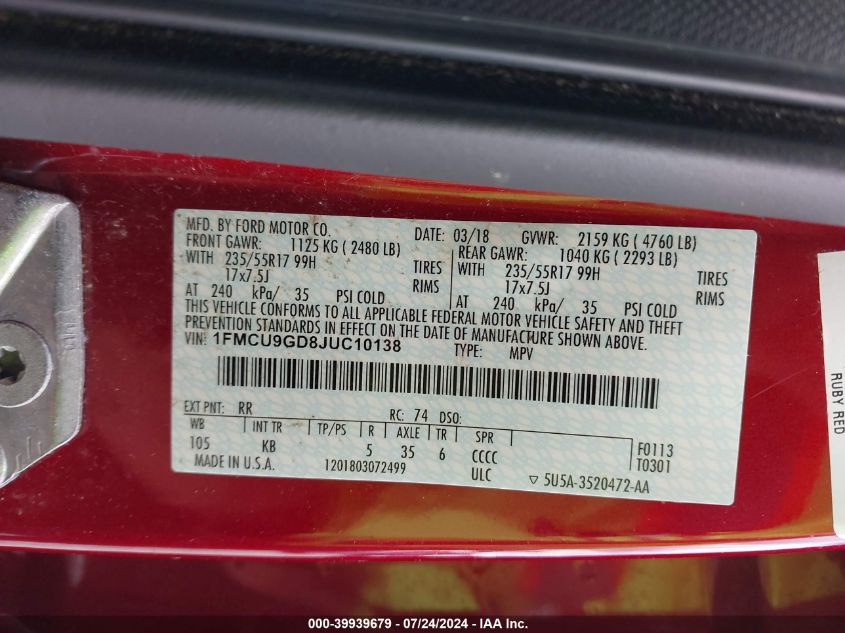 MFD. BY FORD MOTOR CO. DATE: 03/18 GVWR: 2159 KG ( 4760 LB)
FRONT GAWR: 1125 KG ( 2480 LB) REAR GAWR: 1040 KG ( 2293 LB)
WITH 235/55R17 99H TIRES WITH 235/55R17 99H TIRES
17x7.5J RIMS 17x7.5J RIMS
AT 240 kPa/ 35 PSI COLD AT 240 kPa/ 35 PSI COLD
THIS VEHICLE CONFORMS TO ALL APPLICABLE FEDERAL MOTOR VEHICLE SAFETY AND THEFT
PREVENTION STANDARDS IN EFFECT ON THE DATE OF MANUFACTURE SHOWN ABOVE.
VIN: 1FMCU9GD8JUC10138 TYPE: MPV
EXT PNT: RR RC: 74 DSO:
WB INT TR TP/PS R AXLE TR SPR F0113
105 KB 5 35 6 CCCC T0301
MADE IN U.S.A. 1201803072499 ULC ▽ 5U5A-3520472-AA
RUBY RED
000-39939679 / 07/24/2024 - IAA Inc.